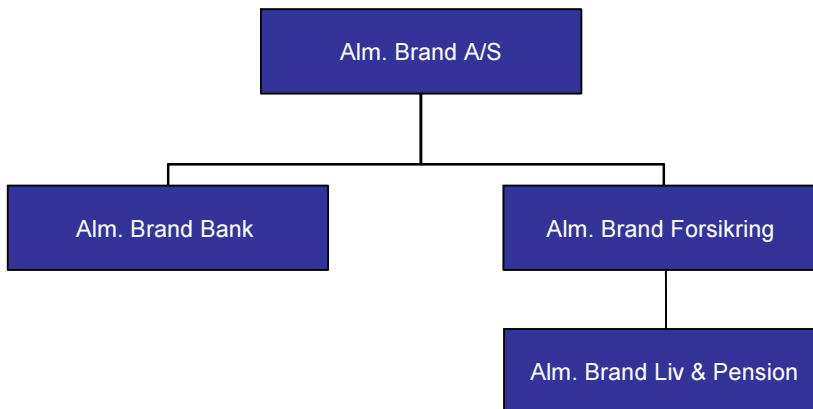 Alm. Brand A/S
Alm. Brand Bank
Alm. Brand Forsikring
Alm. Brand Liv & Pension